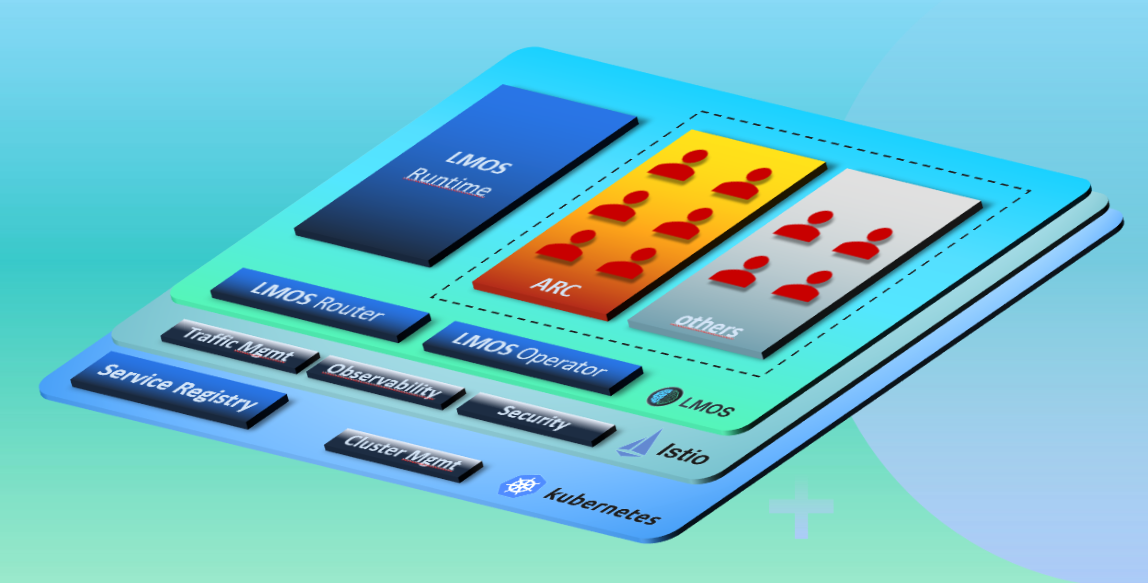 LMOS
Runtime
ARC
others
LMOS Router
LMOS Operator
LMOS
Traffic Mgmt
Observability
Security
Istio
Service Registry
Cluster Mgmt
kubernetes